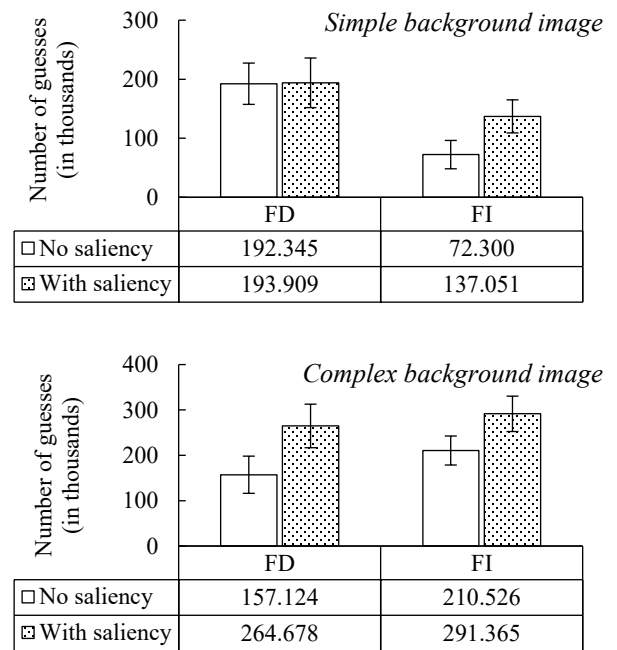 Simple background image
Number of guesses
(in thousands)
300
200
100
0
FD FI
No saliency 192.345 72.300
With saliency 193.909 137.051
Complex background image
Number of guesses
(in thousands)
400
300
200
100
0
FD FI
No saliency 157.124 210.526
With saliency 264.678 291.365